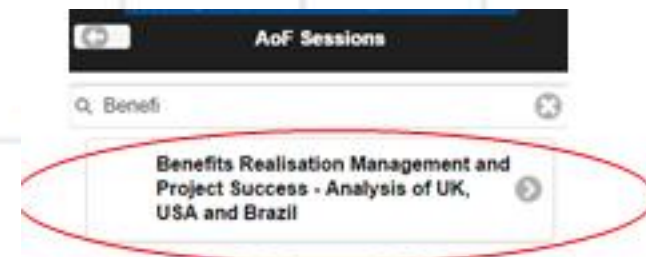 AoF Sessions
Benefi
Benefits Realisation Management and
Project Success - Analysis of UK,
USA and Brazil